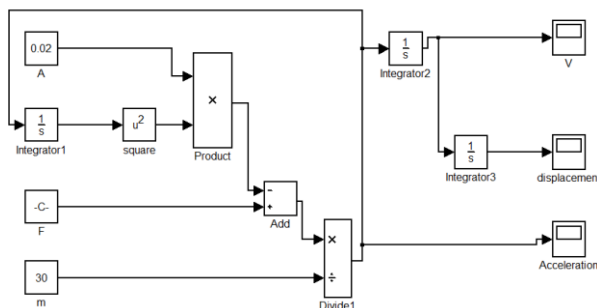 0.02
A
1
s
Integrator1
u²
square
×
Product
-C-
F
30
m
−
+
Add
×
÷
Divide1
1
s
Integrator2
1
s
Integrator3
V
displacemen
Acceleration